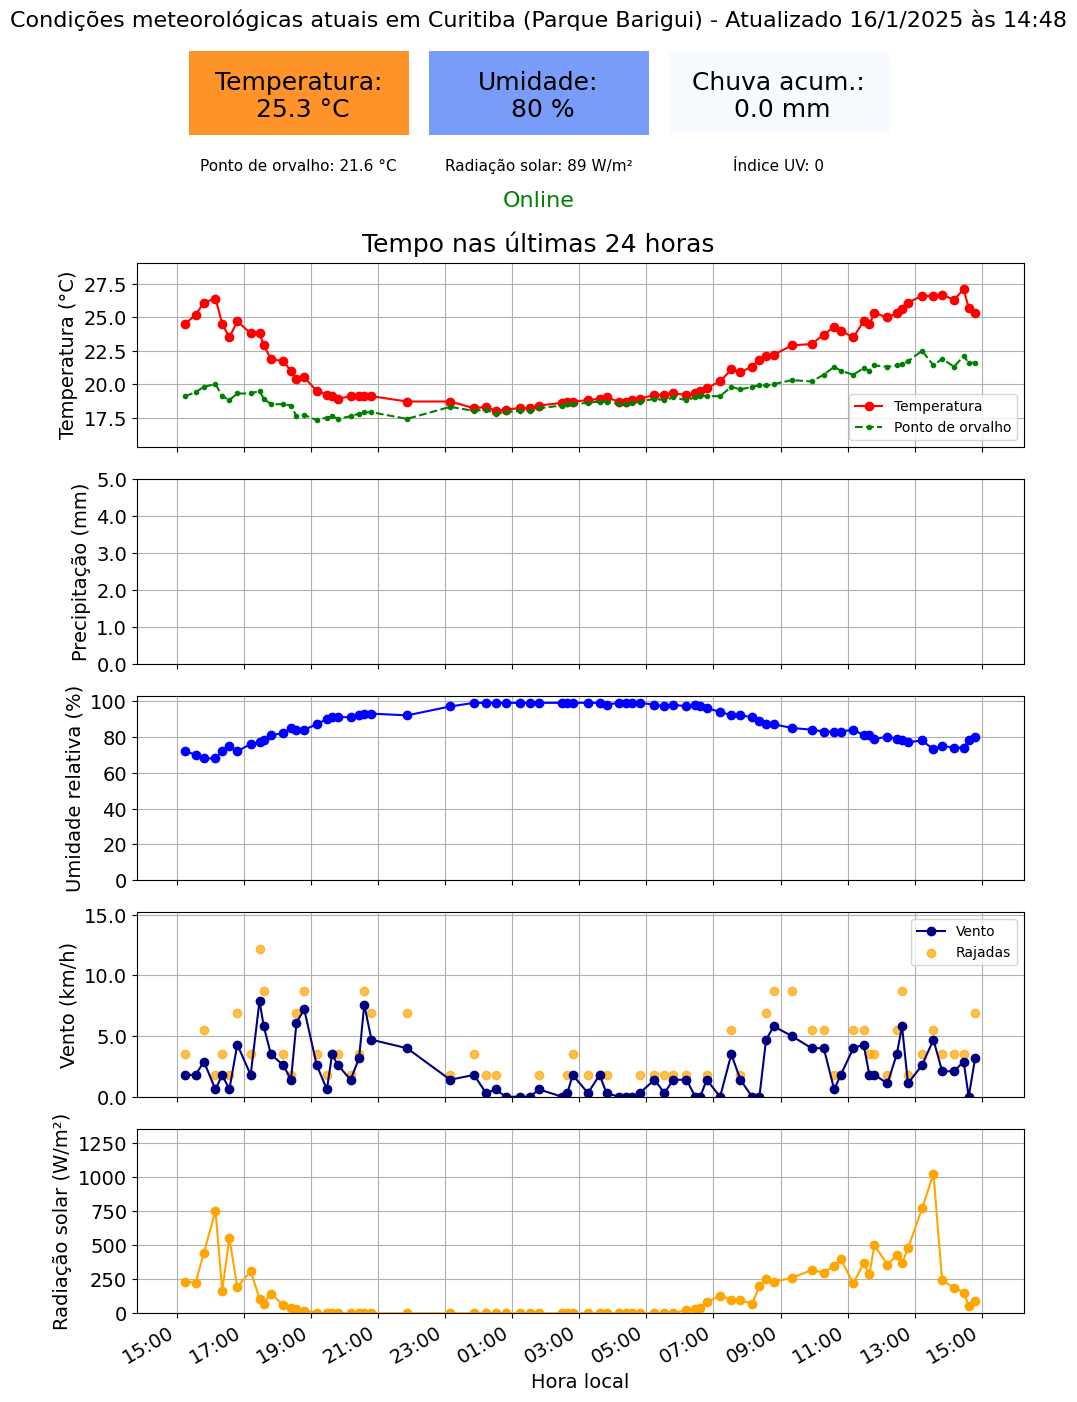 Condições meteorológicas atuais em Curitiba (Parque Barigui) - Atualizado 16/1/2025 às 14:48
Temperatura:
25.3 °C
Umidade:
80 %
Chuva acum.:
0.0 mm
Ponto de orvalho: 21.6 °C
Radiação solar: 89 W/m²
Índice UV: 0
Online
Tempo nas últimas 24 horas
Temperatura (°C)
27.5
25.0
22.5
20.0
17.5
Temperatura
Ponto de orvalho
Precipitação (mm)
5.0
4.0
3.0
2.0
1.0
0.0
Umidade relativa (%)
100
80
60
40
20
0
Vento (km/h)
15.0
10.0
5.0
0.0
Vento
Rajadas
Radiação solar (W/m²)
1250
1000
750
500
250
0
15:00
17:00
19:00
21:00
23:00
01:00
03:00
05:00
07:00
09:00
11:00
13:00
15:00
Hora local